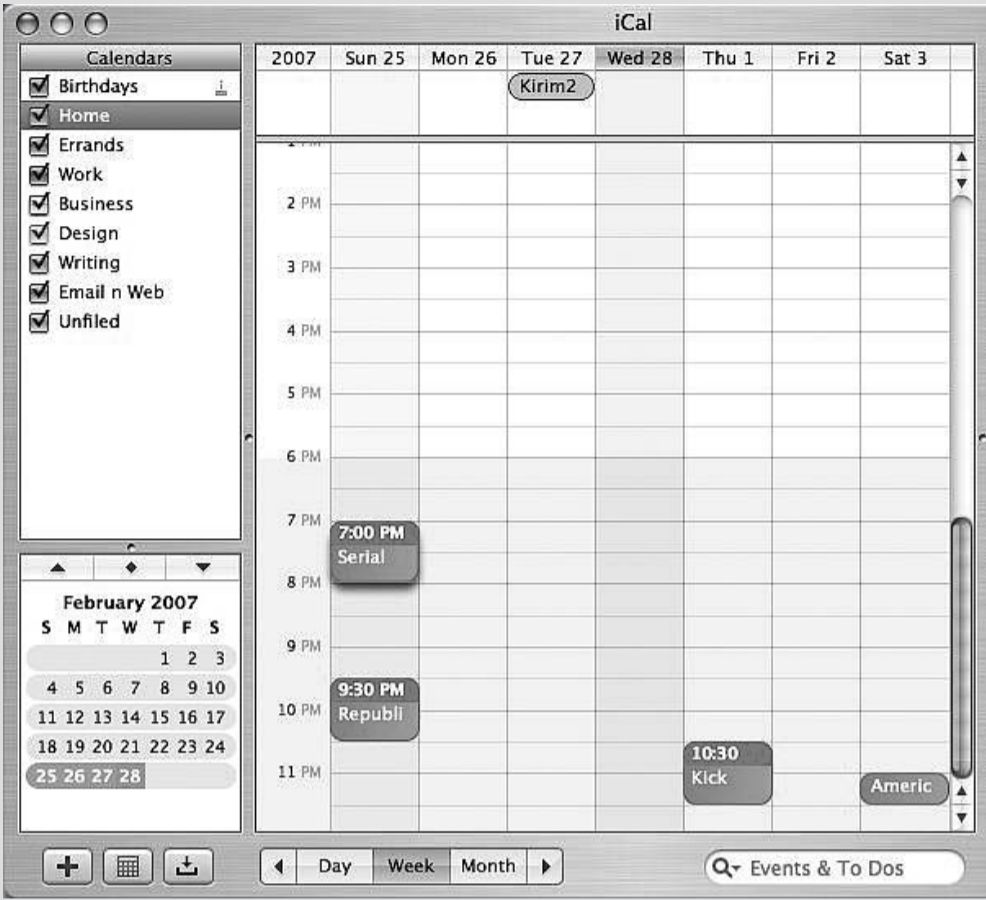 iCal
Calendars
Birthdays
Home
Errands
Work
Business
Design
Writing
Email n Web
Unfiled
February 2007
S M T W T F S
1 2 3
4 5 6 7 8 9 10
11 12 13 14 15 16 17
18 19 20 21 22 23 24
25 26 27 28
2007 Sun 25 Mon 26 Tue 27 Wed 28 Thu 1 Fri 2 Sat 3
Kirim2
2 PM
3 PM
4 PM
5 PM
6 PM
7 PM
7:00 PM
Serial
8 PM
9 PM
9:30 PM
10 PM Republi
10:30
11 PM Kick
Americ
Day Week Month
Events & To Dos